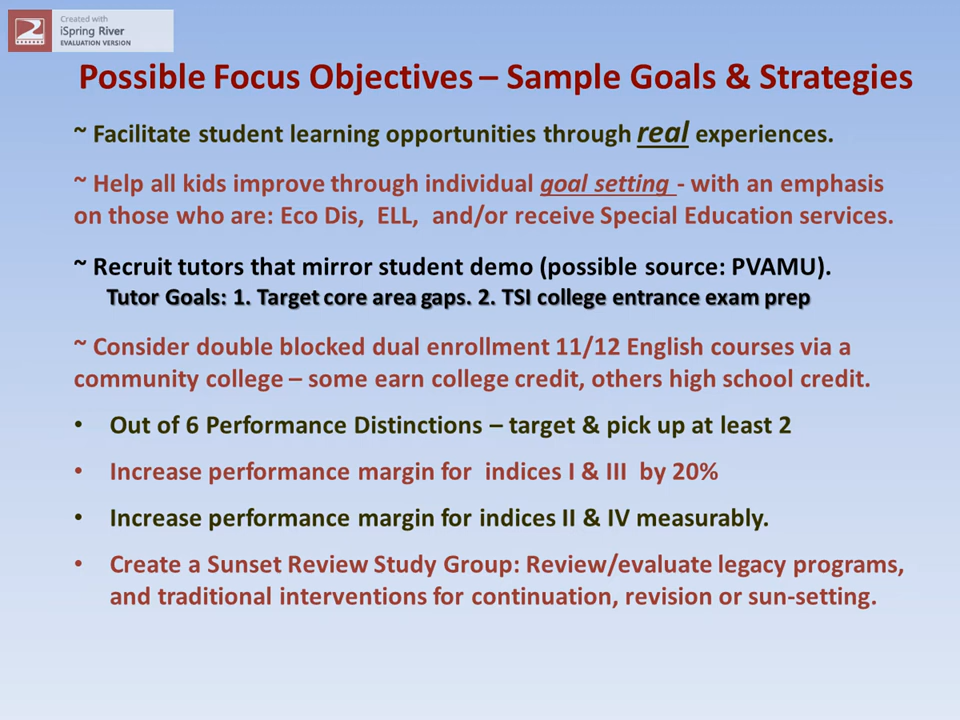 Created with
iSpring River
EVALUATION VERSION
Possible Focus Objectives – Sample Goals & Strategies
~ Facilitate student learning opportunities through real experiences.
~ Help all kids improve through individual goal setting - with an emphasis
on those who are: Eco Dis, ELL, and/or receive Special Education services.
~ Recruit tutors that mirror student demo (possible source: PVAMU).
Tutor Goals: 1. Target core area gaps. 2. TSI college entrance exam prep
~ Consider double blocked dual enrollment 11/12 English courses via a
community college – some earn college credit, others high school credit.
• Out of 6 Performance Distinctions – target & pick up at least 2
• Increase performance margin for indices I & III by 20%
• Increase performance margin for indices II & IV measurably.
• Create a Sunset Review Study Group: Review/evaluate legacy programs,
and traditional interventions for continuation, revision or sun-setting.